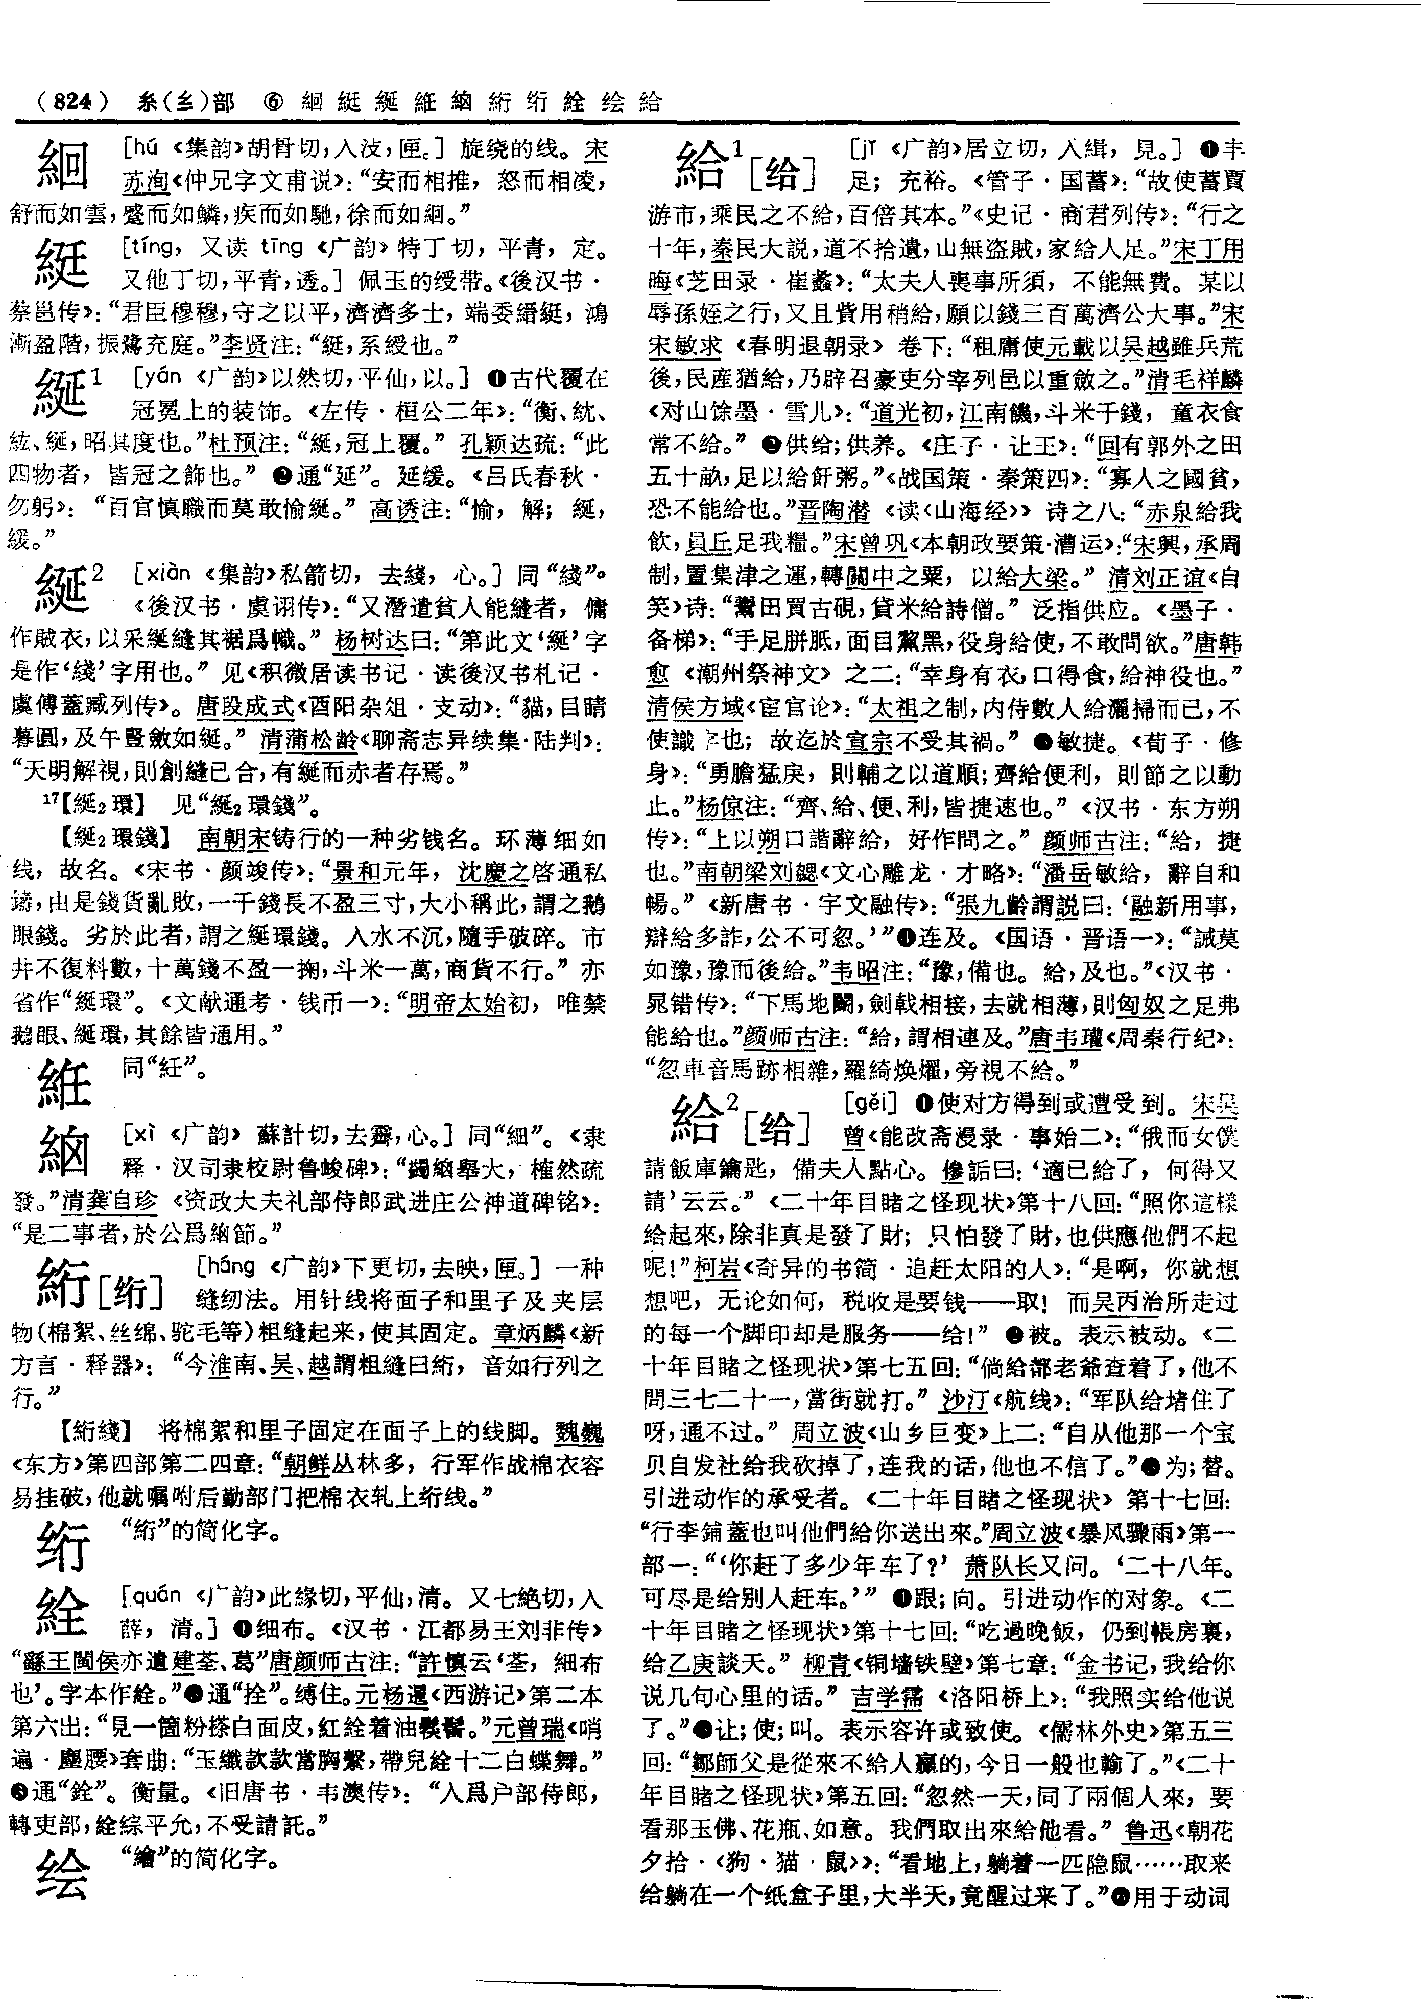 （824） 糸(纟)部 ⑥ 絗綎綖絍納絎绗絟绘給
絗 [hú《集韵》胡骨切，入没，匣。] 旋绕的线。宋
苏洵《仲兄字文甫说》：“安而相推，怒而相凌，
舒而如雲，蹙而如鳞，疾而如馳，徐而如絗。”
綎 [tíng，又读 tīng《广韵》特丁切，平青，定。
又他丁切，平青，透。] 佩玉的绶带。《後汉书·
蔡邕传》：“君臣穆穆，守之以平，濟濟多士，端委縉綎，鴻
漸盈階，振鷺充庭。”李贤注：“綎，系綬也。”
綖1 [yán《广韵》以然切，平仙，以。] ❶古代覆在
冠冕上的装饰。《左传·桓公二年》：“衡、紞、
紘、綖，昭其度也。”杜预注：“綖，冠上覆。” 孔颖达疏：“此
四物者，皆冠之飾也。” ❷通“延”。延缓。《吕氏春秋·
勿躬》：“百官慎職而莫敢愉綖。” 高诱注：“愉，解；綖，
緩。”
綖2 [xiàn《集韵》私箭切，去綫，心。] 同“綫”。
《後汉书·虞诩传》：“又潛遣貧人能縫者，傭
作賊衣，以采綖縫其裾爲幟。” 杨树达曰：“第此文‘綖’字
是作‘綫’字用也。” 见《积微居读书记·读後汉书札记·
虞傅蓋臧列传》。唐段成式《酉阳杂俎·支动》：“貓，目睛
暮圓，及午豎斂如綖。” 清蒲松龄《聊斋志异续集·陆判》：
“天明解視，則創縫已合，有綖而赤者存焉。”
17【綖2環】 见“綖2環錢”。
【綖2環錢】 南朝宋铸行的一种劣钱名。环薄细如
线，故名。《宋书·颜竣传》：“景和元年，沈慶之啓通私
鑄，由是錢貨亂敗，一千錢長不盈三寸，大小稱此，謂之鵝
眼錢。劣於此者，謂之綖環錢。入水不沉，隨手破碎。市
井不復料數，十萬錢不盈一掬，斗米一萬，商貨不行。” 亦
省作“綖環”。《文献通考·钱币一》：“明帝太始初，唯禁
鵝眼、綖環，其餘皆通用。”
絍 同“紝”。
[xì《广韵》蘇計切，去霽，心。] 同“細”。《隶
释·汉司隶校尉鲁峻碑》：“蠲 舉大，榷然疏
發。”清龚自珍《资政大夫礼部侍郎武进庄公神道碑铭》：
“是二事者，於公爲 節。”
絎[绗] [háng《广韵》下更切，去映，匣。] 一种
缝纫法。用针线将面子和里子及夹层
物（棉絮、丝绵、驼毛等）粗缝起来，使其固定。章炳麟《新
方言·释器》：“今淮南、吴、越謂粗縫曰絎，音如行列之
行。”
【絎綫】 将棉絮和里子固定在面子上的线脚。魏巍
《东方》第四部第二四章：“朝鲜丛林多，行军作战棉衣容
易挂破，他就嘱咐后勤部门把棉衣轧上绗线。”
绗 “絎”的简化字。
絟 [quán《广韵》此缘切，平仙，清。又七絶切，入
薛，清。] ❶细布。《汉书·江都易王刘非传》
“繇王閩侯亦遺建荃、葛”唐颜师古注：“許慎云‘荃，細布
也’。字本作絟。”❷通“拴”。缚住。元杨暹《西游记》第二本
第六出：“見一箇粉搽白面皮，紅絟着油鬏髻。”元曾瑞《哨
遍·塵腰》套曲：“玉纖款款當胸繫，帶兒絟十二白蝶舞。”
❸通“銓”。衡量。《旧唐书·韦澳传》：“入爲户部侍郎，
轉吏部，絟綜平允，不受請託。”
绘 “繪”的简化字。
給1[给] [jǐ《广韵》居立切，入緝，見。] ❶丰
足；充裕。《管子·国蓄》：“故使蓄賈
游市，乘民之不給，百倍其本。”《史记·商君列传》：“行之
十年，秦民大説，道不拾遺，山無盗賊，家給人足。”宋丁用
晦《芝田录·崔蠡》：“太夫人喪事所須，不能無費。某以
辱孫姪之行，又且貲用稍給，願以錢三百萬濟公大事。”宋
宋敏求《春明退朝录》卷下：“租庸使元載以吴越雖兵荒
後，民産猶給，乃辟召豪吏分宰列邑以重斂之。”清毛祥麟
《对山馀墨·雪儿》：“道光初，江南饑，斗米千錢，童衣食
常不給。” ❷供给；供养。《庄子·让王》：“回有郭外之田
五十畝，足以給飦粥。”《战国策·秦策四》：“寡人之國貧，
恐不能給也。”晋陶潜《读〈山海经〉》诗之八：“赤泉給我
飲，員丘足我糧。”宋曾巩《本朝政要策·漕运》：“宋興，承周
制，置集津之運，轉關中之粟，以給大梁。” 清刘正谊《自
笑》诗：“鬻田買古硯，貸米給詩僧。” 泛指供应。《墨子·
备梯》：“手足胼胝，面目黧黑，役身給使，不敢問欲。”唐韩
愈《潮州祭神文》之二：“幸身有衣，口得食，給神役也。”
清侯方域《宦官论》：“太祖之制，内侍數人給灑掃而已，不
使識字也；故迄於宣宗不受其禍。” ❸敏捷。《荀子·修
身》：“勇膽猛戾，則輔之以道順；齊給便利，則節之以動
止。”杨倞注：“齊、給、便、利，皆捷速也。”《汉书·东方朔
传》：“上以朔口諧辭給，好作問之。” 颜师古注：“給，捷
也。”南朝梁刘勰《文心雕龙·才略》：“潘岳敏給，辭自和
暢。”《新唐书·宇文融传》：“張九齡謂説曰：‘融新用事，
辯給多詐，公不可忽。’”❹连及。《国语·晋语一》：“誡莫
如豫，豫而後給。”韦昭注：“豫，備也。給，及也。”《汉书·
晁错传》：“下馬地鬭，劍戟相接，去就相薄，則匈奴之足弗
能給也。”颜师古注：“給，謂相連及。”唐韦瓘《周秦行纪》：
“忽車音馬跡相雜，羅綺焕燿，旁視不給。”
給2[给] [gěi] ❶使对方得到或遭受到。宋吴
曾《能改斋漫录·事始二》：“俄而女僕
請飯庫鑰匙，備夫人點心。傪詬曰：‘適已給了，何得又
請’云云。”《二十年目睹之怪现状》第十八回：“照你這樣
给起來，除非真是發了財；只怕發了財，也供應他們不起
呢！”柯岩《奇异的书简·追赶太阳的人》：“是啊，你就想
想吧，无论如何，税收是要钱——取！而吴丙治所走过
的每一个脚印却是服务——给！” ❷被。表示被动。《二
十年目睹之怪现状》第七五回：“倘給都老爺查着了，他不
問三七二十一，當街就打。” 沙汀《航线》：“军队给堵住了
呀，通不过。” 周立波《山乡巨变》上二：“自从他那一个宝
贝自发社给我砍掉了，连我的话，他也不信了。”❸为；替。
引进动作的承受者。《二十年目睹之怪现状》第十七回：
“行李鋪蓋也叫他們給你送出來。”周立波《暴风骤雨》第一
部一：“‘你赶了多少年车了？’ 萧队长又问。‘二十八年。
可尽是给别人赶车。’” ❹跟；向。引进动作的对象。《二
十年目睹之怪现状》第十七回：“吃過晚飯，仍到帳房裏，
给乙庚談天。” 柳青《铜墙铁壁》第七章：“金书记，我给你
说几句心里的话。” 吉学霈《洛阳桥上》：“我照实给他说
了。”❺让；使；叫。表示容许或致使。《儒林外史》第五三
回：“鄒師父是從來不给人赢的，今日一般也輸了。”《二十
年目睹之怪现状》第五回：“忽然一天，同了兩個人來，要
看那玉佛、花瓶、如意。我們取出來給他看。” 鲁迅《朝花
夕拾·〈狗·猫·鼠〉》：“看地上，躺着一匹隐鼠……取来
给躺在一个纸盒子里，大半天，竟醒过来了。”❻用于动词